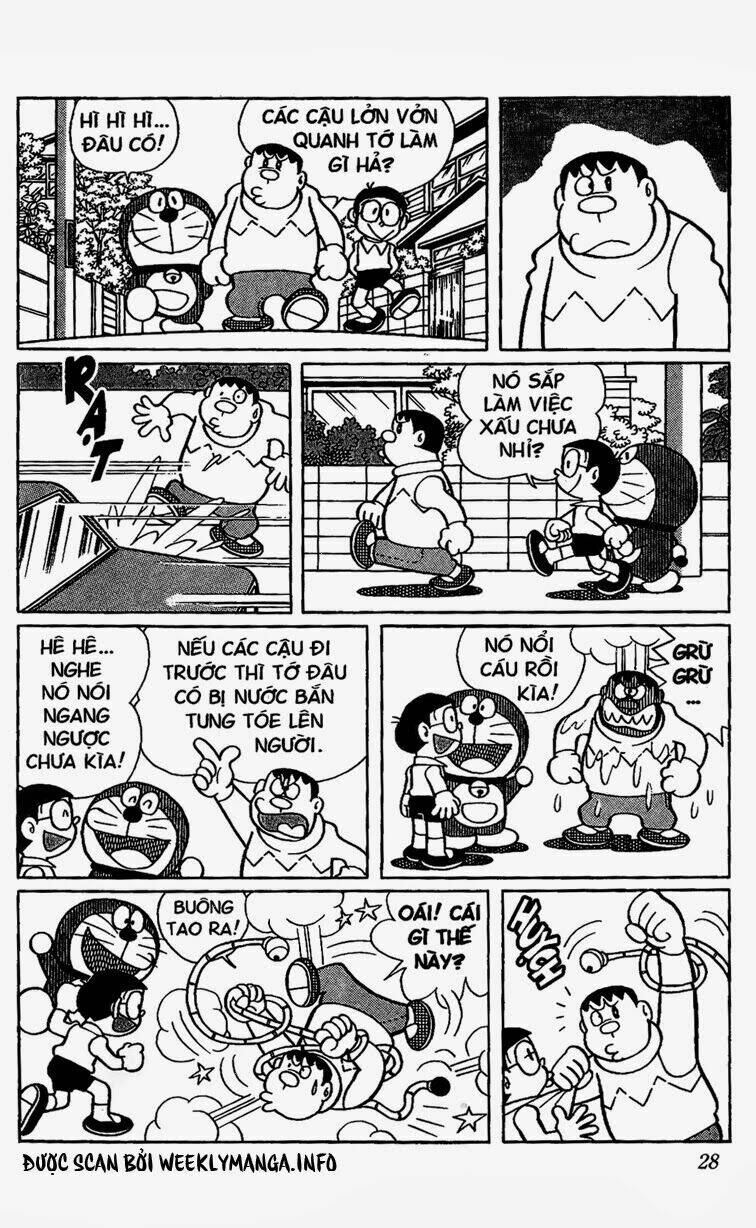 HÌ HÌ HÌ...
ĐÂU CÓ!
CÁC CẬU LỞN VỞN
QUANH TỚ LÀM
GÌ HẢ?
RẠT
NÓ SẮP
LÀM VIỆC
XẤU CHƯA
NHỈ?
HÊ HÊ...
NGHE
NÓ NÓI
NGANG
NGƯỢC
CHƯA KÌA!
NẾU CÁC CẬU ĐI
TRƯỚC THÌ TỚ ĐÂU
CÓ BỊ NƯỚC BẮN
TUNG TÓE LÊN
NGƯỜI.
NÓ NỔI
CÁU RỒI
KÌA!
GRỪ
GRỪ
...
BUÔNG
TAO RA!
OÁI! CÁI
GÌ THẾ
NÀY?
HUỴCH
ĐƯỢC SCAN BỞI WEEKLYMANGA.INFO
28